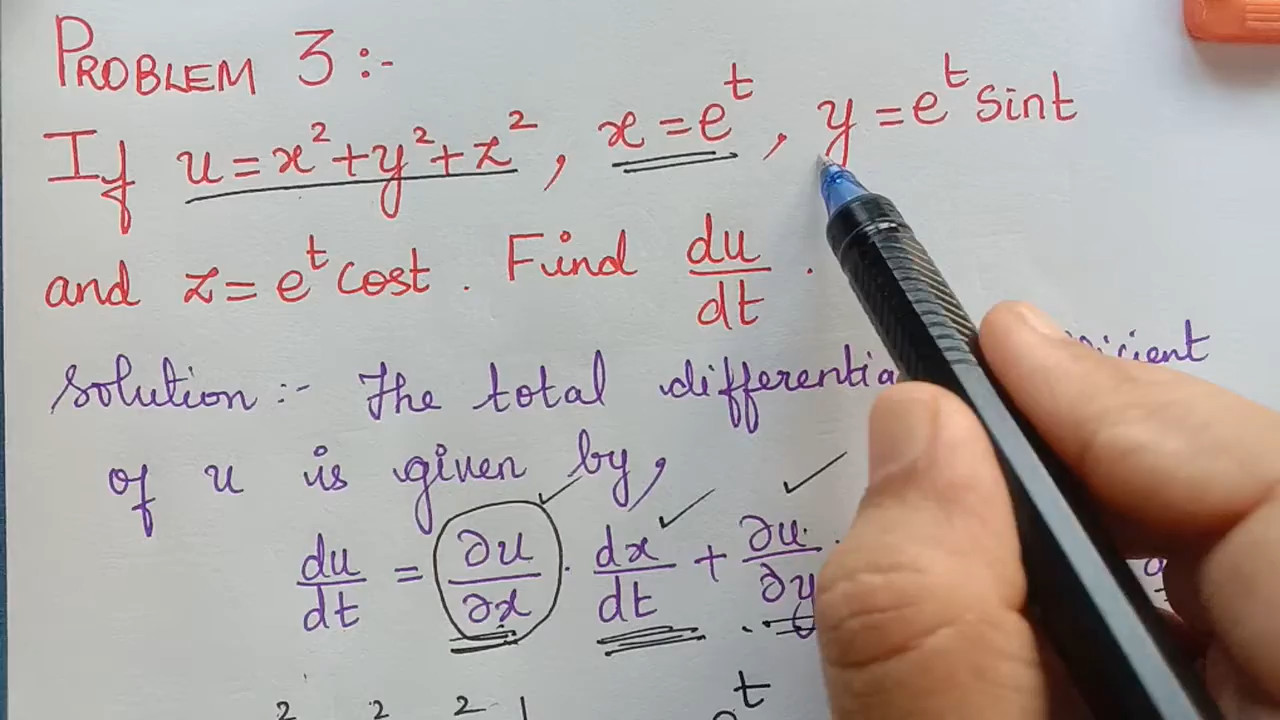 PROBLEM 3 :-
If u = x² + y² + z², x = e^t, y = e^t sint
and z = e^t cost. Find du/dt.
Solution :- The total
of u is given by,
du/dt = ∂u/∂x · dx/dt + ∂u/∂y ·